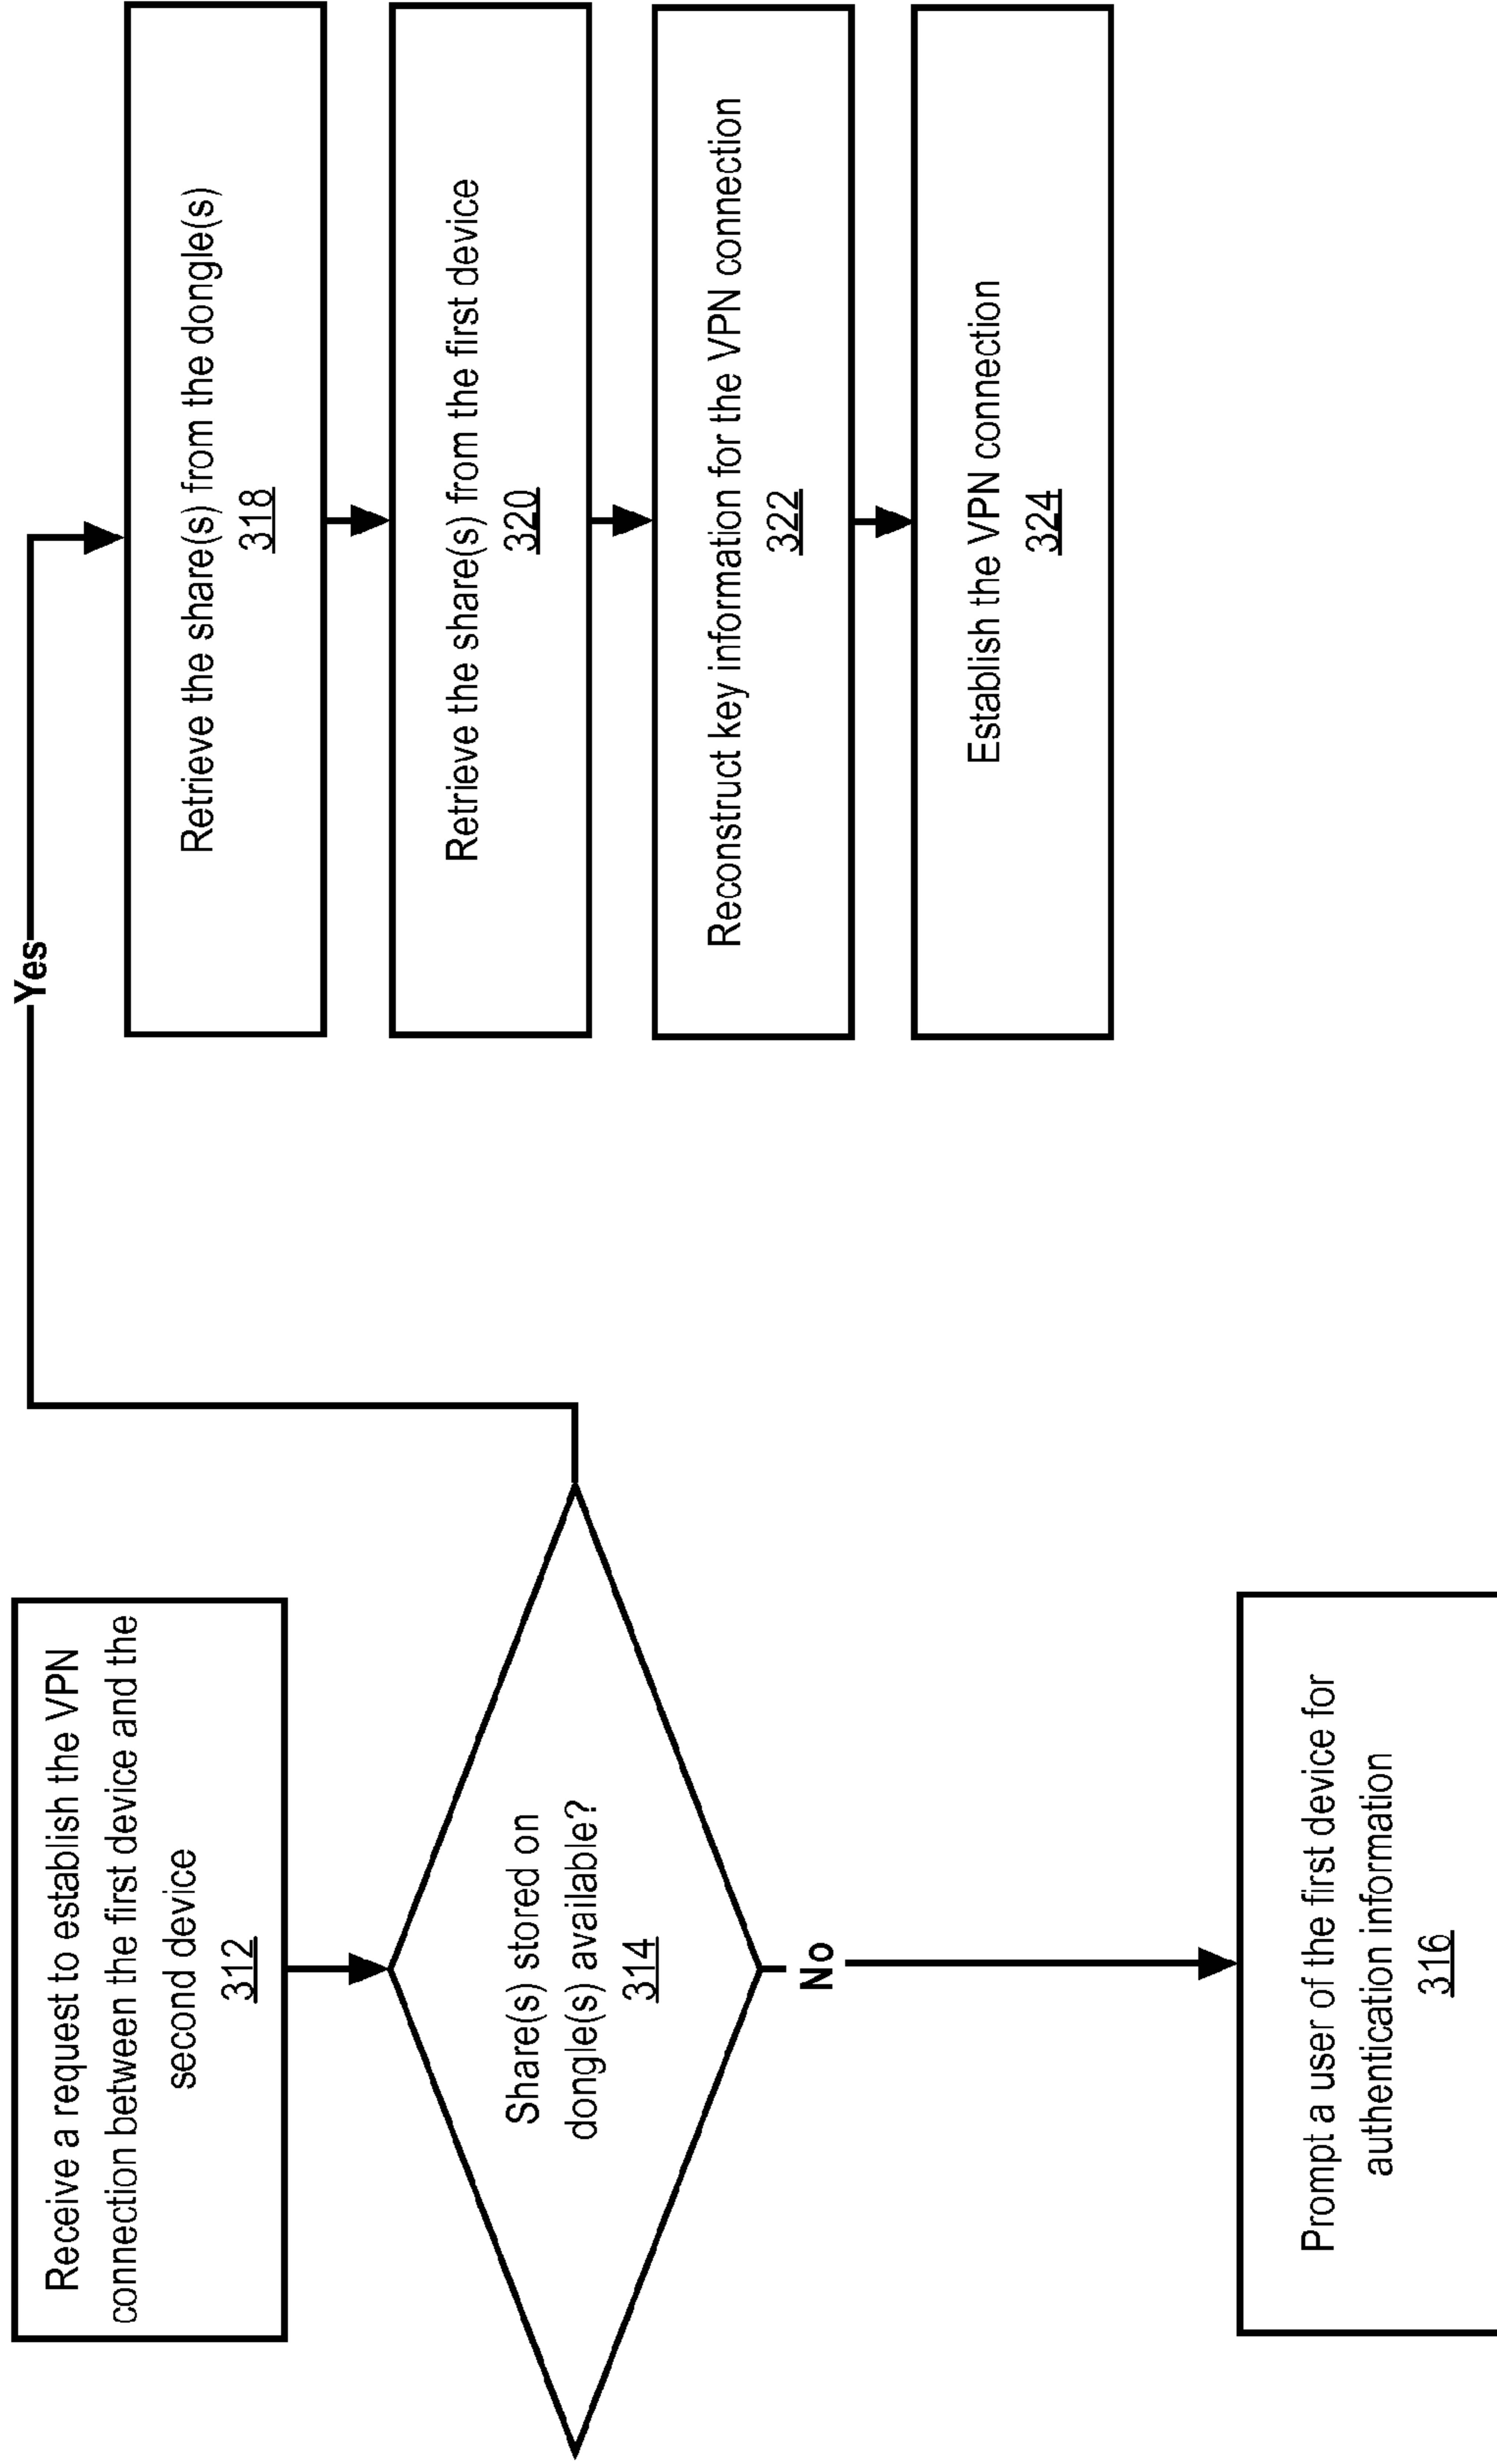 Receive a request to establish the VPN
connection between the first device and the
second device
312
Share(s) stored on
dongle(s) available?
314
No
Prompt a user of the first device for
authentication information
316
Yes
Retrieve the share(s) from the dongle(s)
318
Retrieve the share(s) from the first device
320
Reconstruct key information for the VPN connection
322
Establish the VPN connection
324